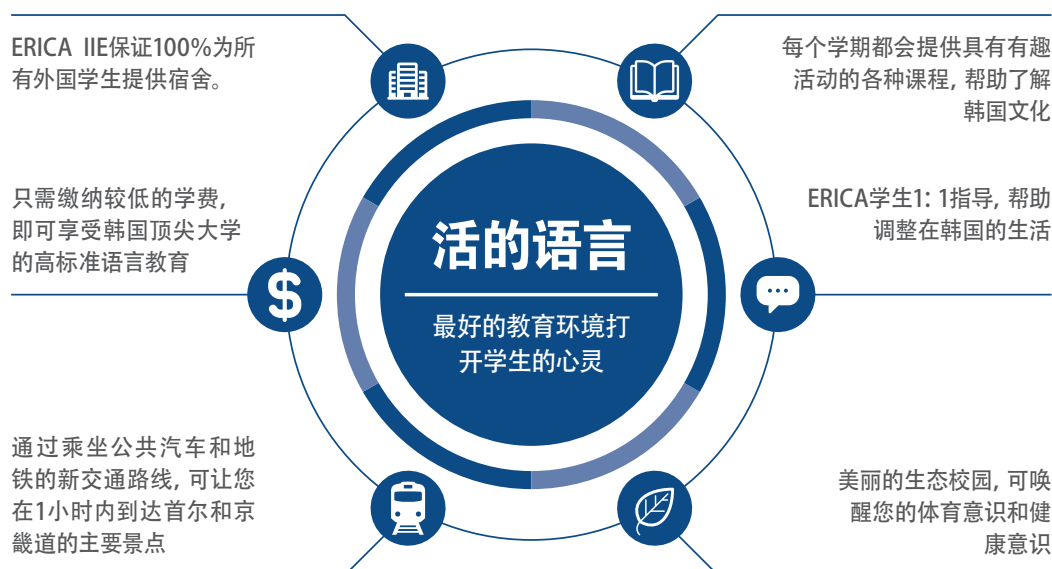 ERICA IIE保证100%为所
有外国学生提供宿舍。
每个学期都会提供具有有趣
活动的各种课程, 帮助了解
韩国文化
只需缴纳较低的学费,
即可享受韩国顶尖大学
的高标准语言教育
ERICA学生1: 1指导, 帮助
调整在韩国的生活
活的语言
最好的教育环境打
开学生的心灵
$
通过乘坐公共汽车和地
铁的新交通路线, 可让您
在1小时内到达首尔和京
畿道的主要景点
美丽的生态校园, 可唤
醒您的体育意识和健
康意识